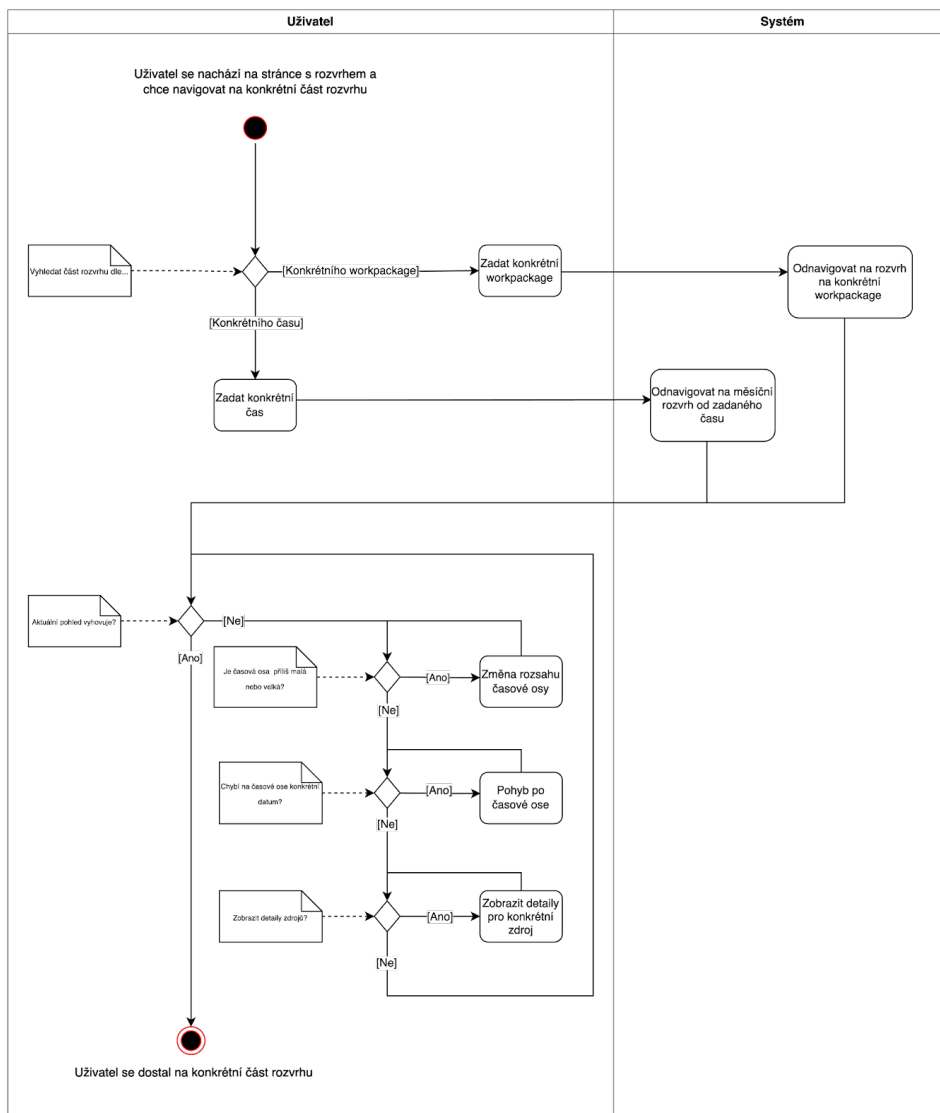 Uživatel
Systém
Uživatel se nachází na stránce s rozvrhem a
chce navigovat na konkrétní část rozvrhu
Vyhledat část rozvrhu dle...
[Konkrétního workpackage]
Zadat konkrétní
workpackage
Odnavigovat na rozvrh
na konkrétní
workpackage
[Konkrétního času]
Zadat konkrétní
čas
Odnavigovat na měsíční
rozvrh od zadaného
času
Aktuální pohled vyhovuje?
[Ne]
[Ano]
Je časová osa příliš malá
nebo velká?
[Ano]
Změna rozsahu
časové osy
[Ne]
Chybí na časové ose konkrétní
datum?
[Ano]
Pohyb po
časové ose
[Ne]
Zobrazit detaily zdrojů?
[Ano]
Zobrazit detaily
pro konkrétní
zdroj
[Ne]
Uživatel se dostal na konkrétní část rozvrhu